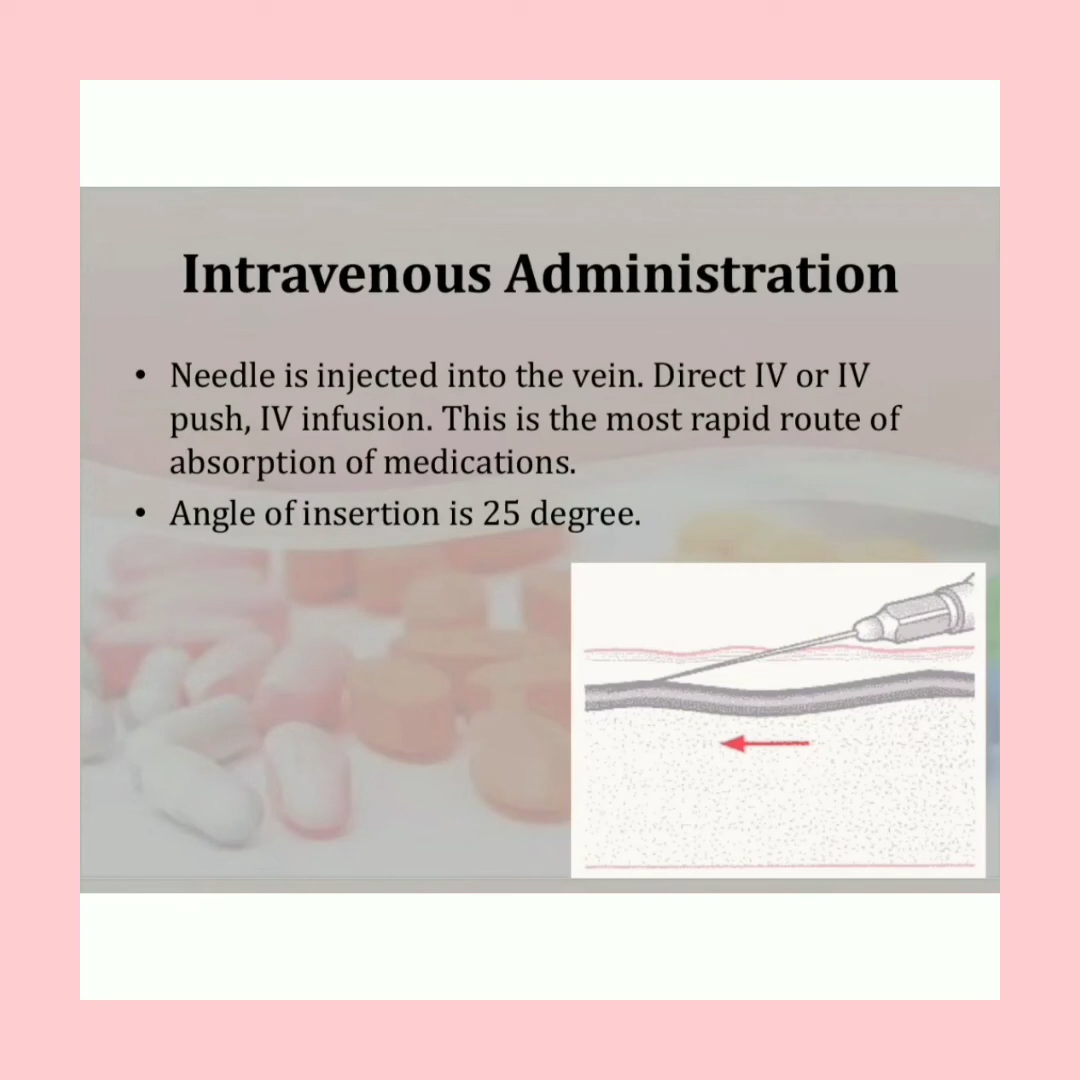 Intravenous Administration
• Needle is injected into the vein. Direct IV or IV
push, IV infusion. This is the most rapid route of
absorption of medications.
• Angle of insertion is 25 degree.